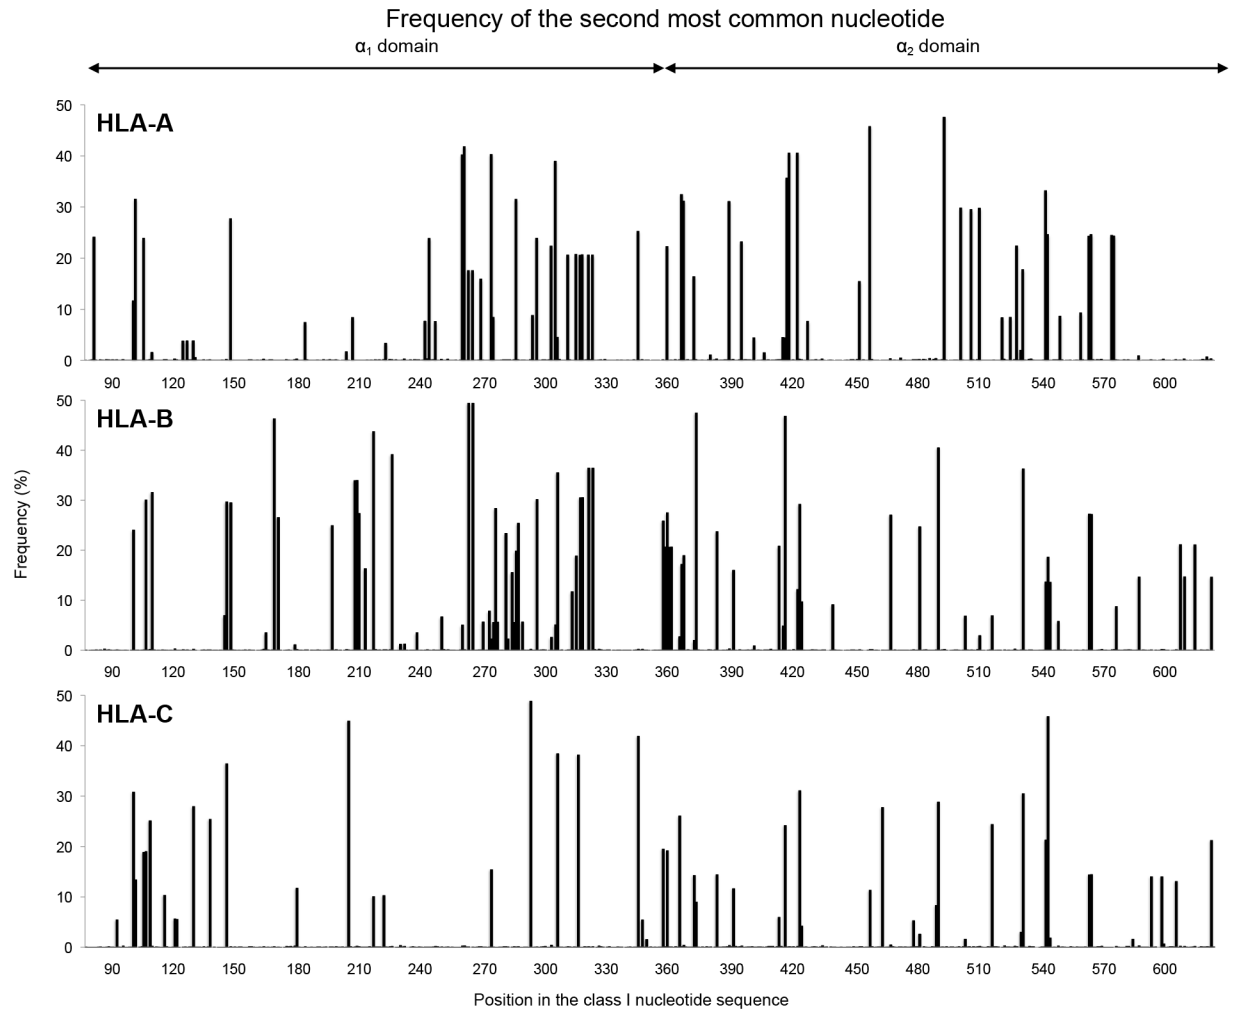 Frequency of the second most common nucleotide
α1 domain
α2 domain
HLA-A
50
40
30
20
10
0
90 120 150 180 210 240 270 300 330 360 390 420 450 480 510 540 570 600
HLA-B
50
40
30
20
10
0
90 120 150 180 210 240 270 300 330 360 390 420 450 480 510 540 570 600
Frequency (%)
HLA-C
50
40
30
20
10
0
90 120 150 180 210 240 270 300 330 360 390 420 450 480 510 540 570 600
Position in the class I nucleotide sequence